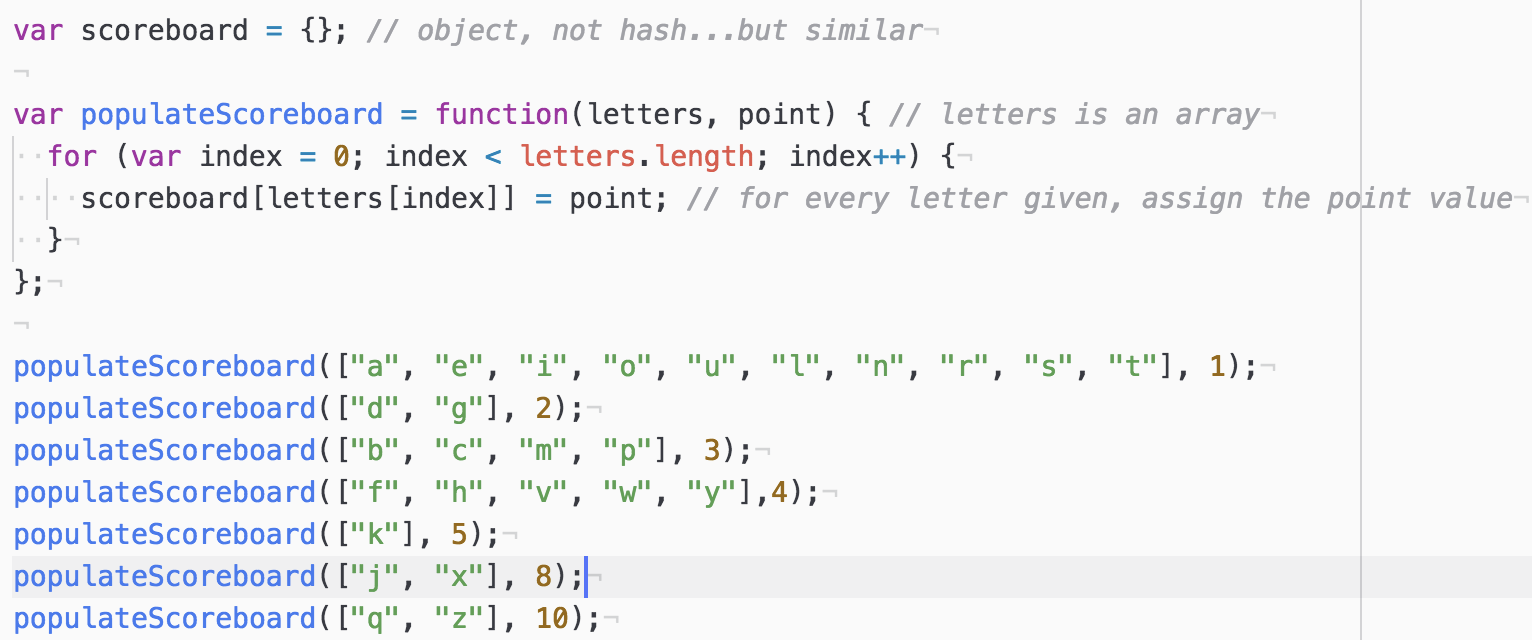 var scoreboard = {}; // object, not hash...but similar¬
¬
var populateScoreboard = function(letters, point) { // letters is an array¬
··for (var index = 0; index < letters.length; index++) {¬
····scoreboard[letters[index]] = point; // for every letter given, assign the point value¬
··}¬
};¬
¬
populateScoreboard(["a", "e", "i", "o", "u", "l", "n", "r", "s", "t"], 1);¬
populateScoreboard(["d", "g"], 2);¬
populateScoreboard(["b", "c", "m", "p"], 3);¬
populateScoreboard(["f", "h", "v", "w", "y"],4);¬
populateScoreboard(["k"], 5);¬
populateScoreboard(["j", "x"], 8);¬
populateScoreboard(["q", "z"], 10);¬